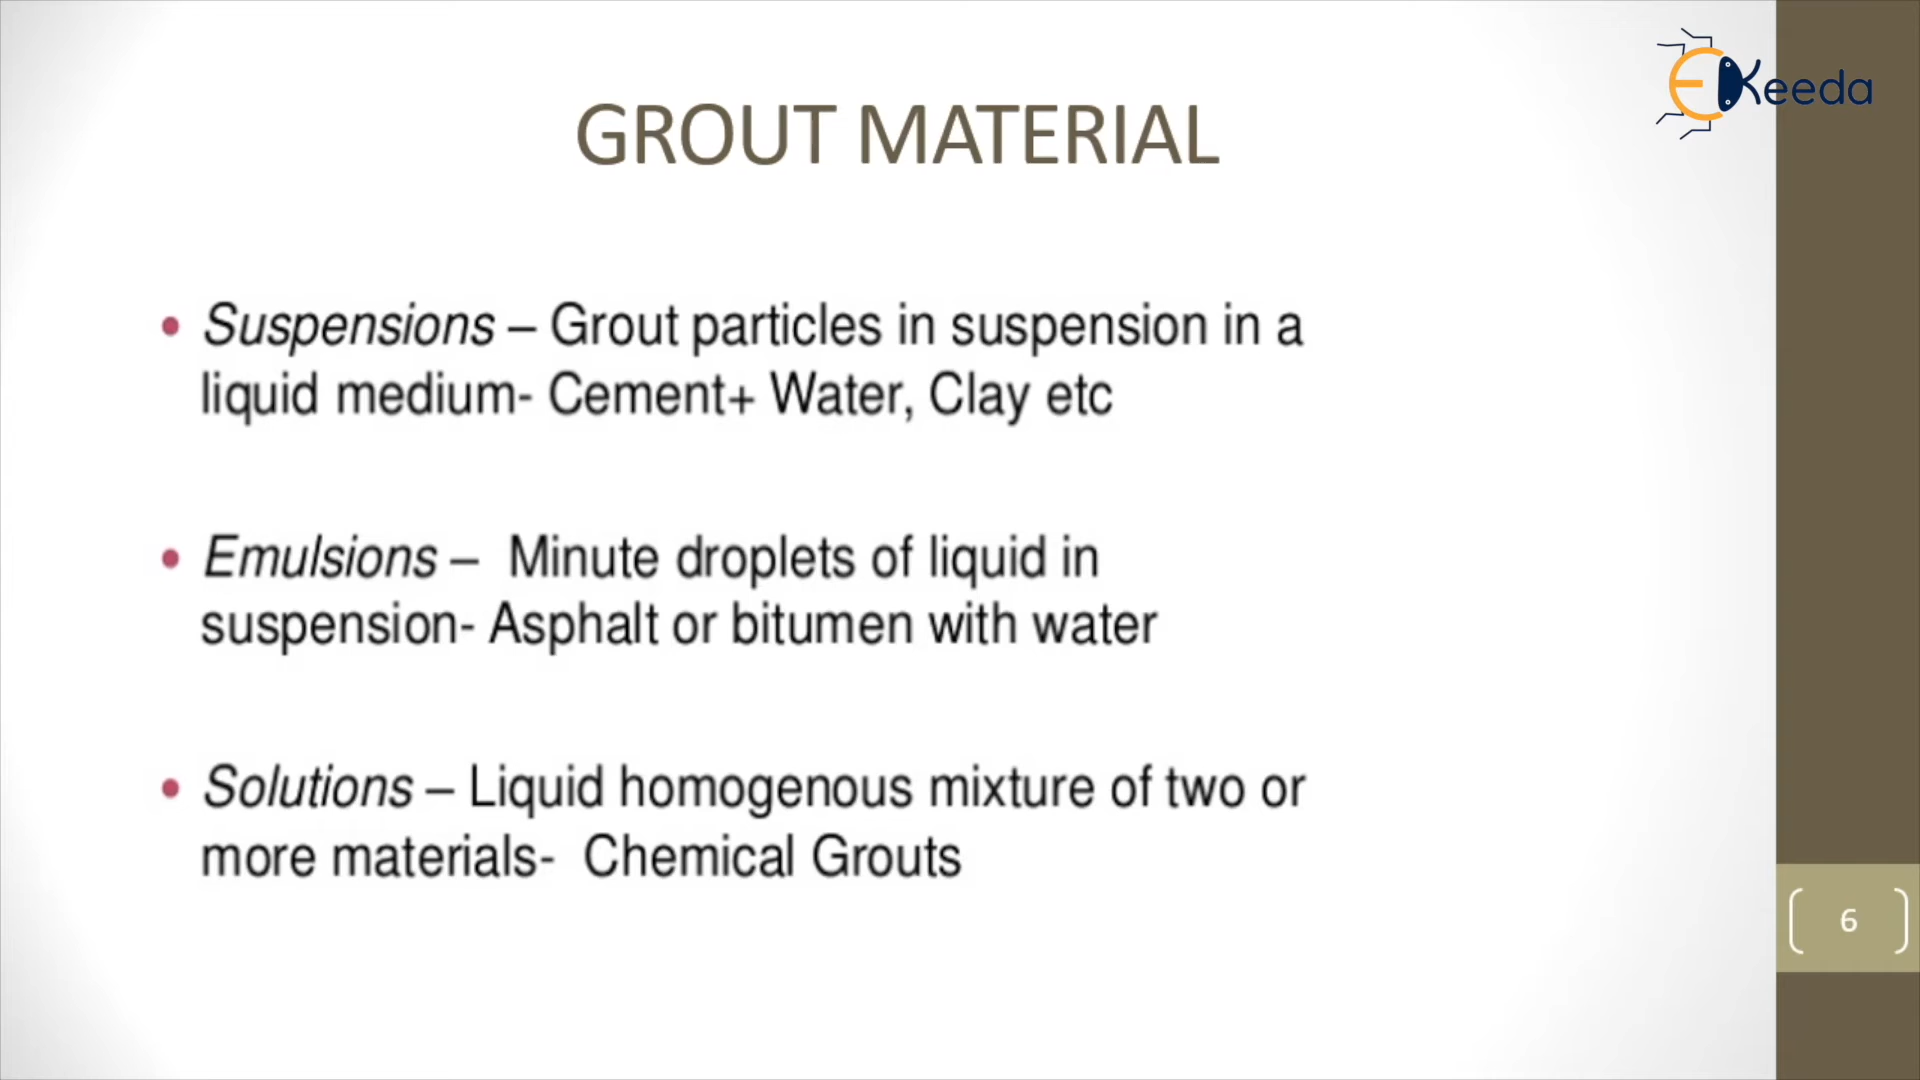 EKeeda
GROUT MATERIAL
• Suspensions – Grout particles in suspension in a
liquid medium- Cement+ Water, Clay etc
• Emulsions – Minute droplets of liquid in
suspension- Asphalt or bitumen with water
• Solutions – Liquid homogenous mixture of two or
more materials- Chemical Grouts
6